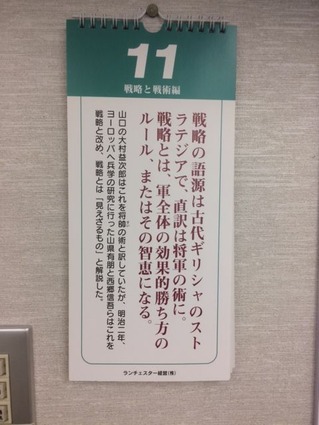 11
戦略と戦術編
戦略の語源は古代ギリシャのスト
ラテジアで、直訳は将軍の術に。
戦略とは、軍全体の効果的勝ち方の
ルール、またはその智恵になる。
山口の大村益次郎はこれを将帥の術と訳していたが、明治二年、
ヨーロッパへ兵学の研究に行った山県有朋と西郷信吾らはこれを
戦略と改め、戦略とは「見えざるもの」と解説した。
ランチェスター経営(株)